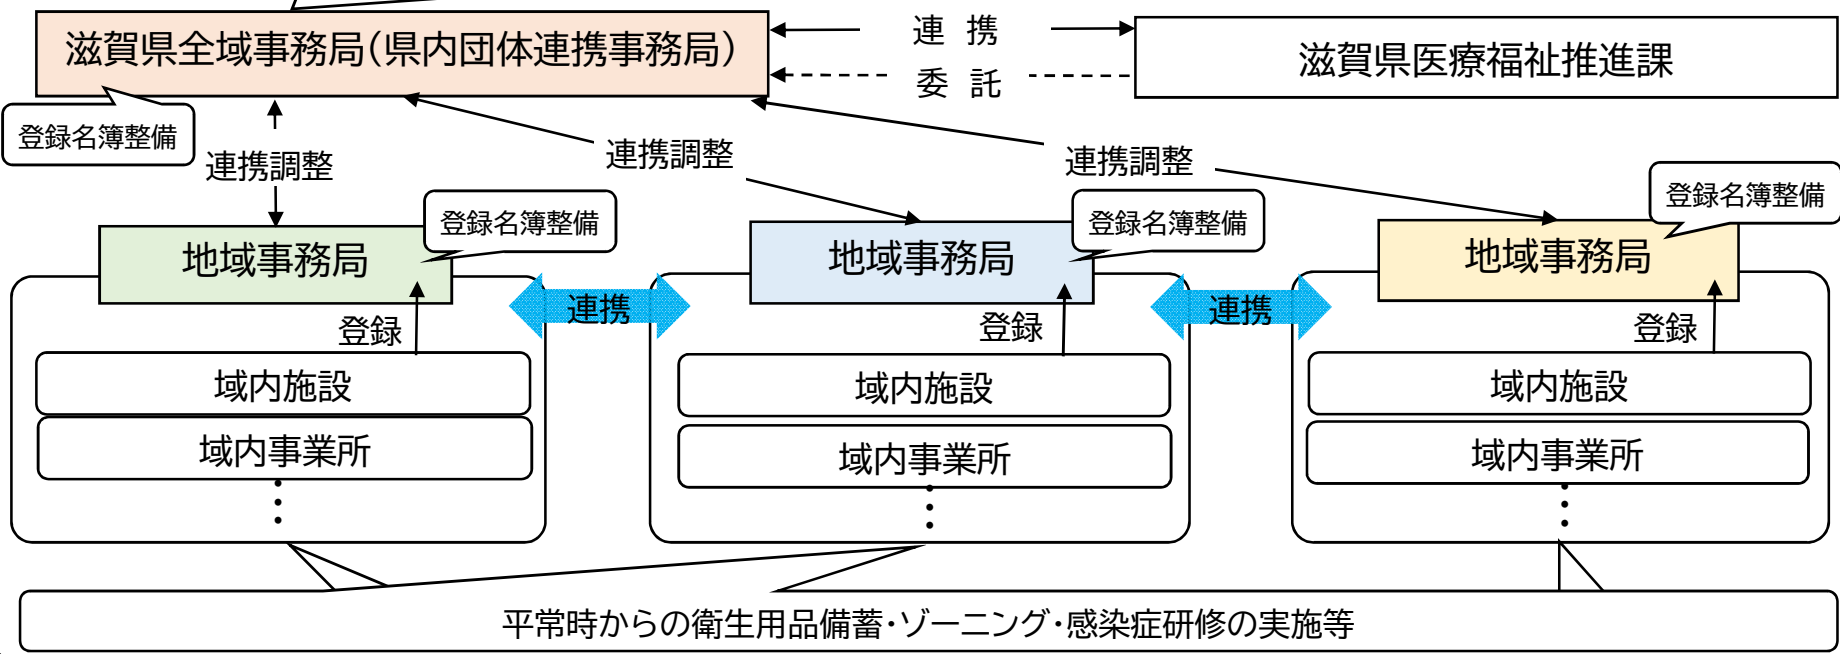 滋賀県全域事務局(県内団体連携事務局)
連 携
委 託
滋賀県医療福祉推進課
登録名簿整備
連携調整
連携調整
連携調整
登録名簿整備
登録名簿整備
登録名簿整備
地域事務局
地域事務局
地域事務局
連携
連携
登録
登録
登録
域内施設
域内施設
域内施設
域内事業所
域内事業所
域内事業所
平常時からの衛生用品備蓄・ゾーニング・感染症研修の実施等